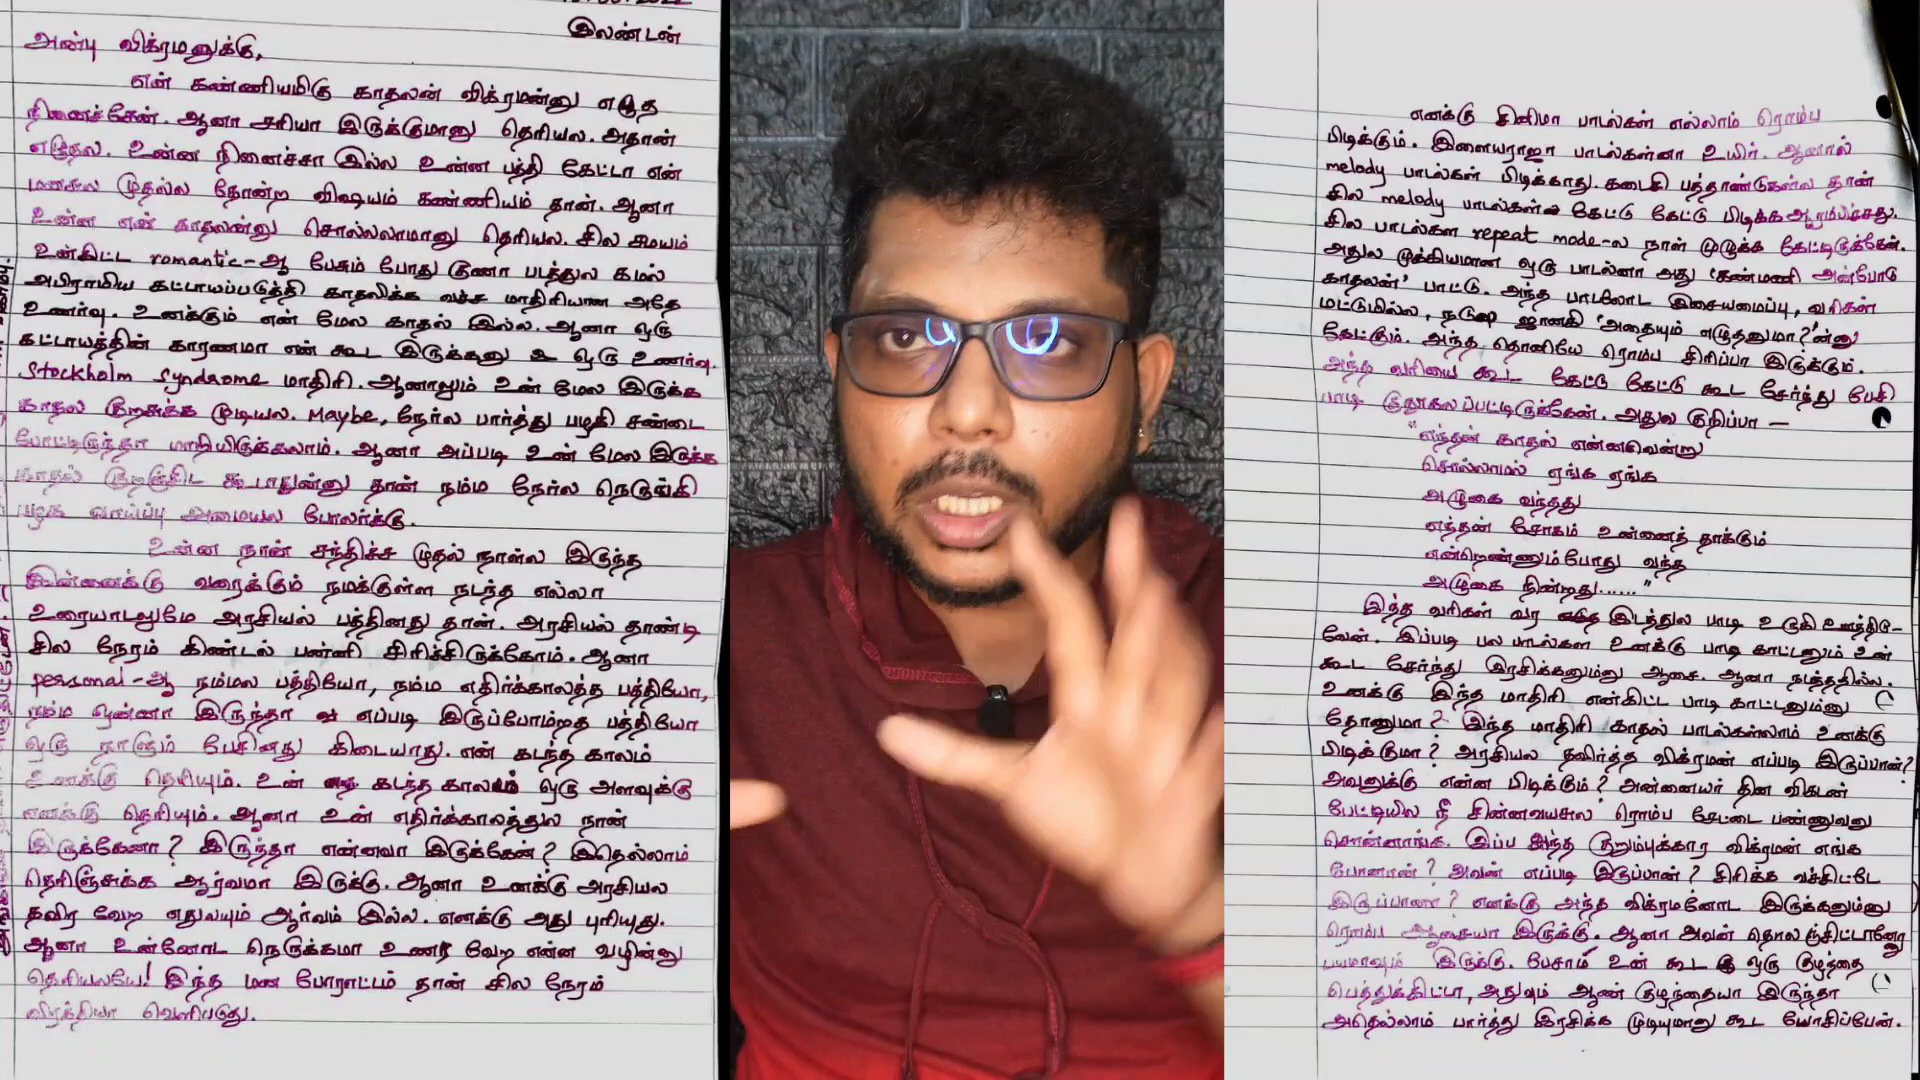 இலண்டன்
அன்பு விக்ரமனுக்கு,
என் கண்ணியமிகு காதலன் விக்ரமன்னு எழுத
நினைச்சேன். ஆனா சரியா இருக்குமானு தெரியல. அதான்
எழுதல. உன்ன நினைச்சா இல்ல உன்ன பத்தி கேட்டா என்
மனசுல முதல்ல தோன்ற விஷயம் கண்ணியம் தான். ஆனா
உன்ன என் காதலன்னு சொல்லலாமானு தெரியல. சில சமயம்
உன்கிட்ட romantic-ஆ பேசும் போது குணா படத்துல கமல்
அபிராமிய கட்டாயப்படுத்தி காதலிக்க வச்ச மாதிரியான அதே
உணர்வு. உனக்கும் என் மேல காதல் இல்ல. ஆனா ஒரு
கட்டாயத்தின் காரணமா என் கூட இருக்கனு ஒரு உணர்வு.
Stockholm Syndrome மாதிரி. ஆனாலும் உன் மேல இருக்க
காதல குறைக்க முடியல. Maybe, நேர்ல பார்த்து பழகி சண்டை
போட்டிருந்தா மாறியிருக்கலாம். ஆனா அப்படி உன் மேல இருக்க
காதல் குறஞ்சிட கூடாதுன்னு தான் நம்ம நேர்ல நெருங்கி
பழக வாய்ப்பு அமையல போலர்க்கு.
உன்ன நான் சந்திச்ச முதல் நாள்ல இருந்த
இன்னைக்கு வரைக்கும் நமக்குள்ள நடந்த எல்லா
உரையாடலுமே அரசியல் பத்தினது தான். அரசியல் தாண்டி
சில நேரம் கிண்டல் பண்ணி சிரிச்சிருக்கோம். ஆனா
personal-ஆ நம்மல பத்தியோ, நம்ம எதிர்காலத்த பத்தியோ,
நம்ம ஒன்னா இருந்தா எப்படி இருப்போம்றத பத்தியோ
ஒரு நாளும் பேசினது கிடையாது. என் கடந்த காலம்
உனக்கு தெரியும். உன் கடந்த காலம் ஒரு அளவுக்கு
எனக்கு தெரியும். ஆனா உன் எதிர்காலத்துல நான்
இருக்கேனா? இருந்தா என்னவா இருக்கேன்? இதெல்லாம்
தெரிஞ்சுக்க ஆர்வமா இருக்கு. ஆனா உனக்கு அரசியல
தவிர வேற எதுலயும் ஆர்வம் இல்ல. எனக்கு அது புரியுது.
ஆனா உன்னோட நெருக்கமா உணர வேற என்ன வழின்னு
தெரியலயே! இந்த மன போராட்டம் தான் சில நேரம்
விரக்தியா வெளிபடுது.
எனக்கு சினிமா பாடல்கள் எல்லாம் ரொம்ப
பிடிக்கும். இளையராஜா பாடல்கள்னா உயிர். ஆனால்
melody பாடல்கள் பிடிக்காது. கடைசி பத்தாண்டுகள்ல தான்
சில melody பாடல்கள கேட்டு கேட்டு பிடிக்க ஆரம்பிச்சது.
சில பாடல்கள repeat mode-ல நாள் முழுக்க கேட்டிருக்கேன்.
அதுல முக்கியமான ஒரு பாடல்னா அது 'கண்மணி அன்போடு
காதலன்' பாட்டு. அந்த பாடலோட இசையமைப்பு, வரிகள்
மட்டுமில்ல, நடுல ஜானகி 'அதையும் எழுதனுமா?'ன்னு
கேட்கும். அந்த தொனியே ரொம்ப சிரிப்பா இருக்கும்.
அந்த வரியை கூட கேட்டு கேட்டு கூட சேர்ந்து பேசி
பாடி குதூகலப்பட்டிருக்கேன். அதுல குறிப்பா -
"எந்தன் காதல் என்னவென்று
சொல்லாமல் ஏங்க ஏங்க
அழுகை வந்தது
எந்தன் சோகம் உன்னைத் தாக்கும்
என்றெண்ணும்போது வந்த
அழுகை நின்றது......"
இந்த வரிகள் வர இடத்துல பாடி உருகி ஊத்திடு-
வேன். இப்படி பல பாடல்கள உனக்கு பாடி காட்டனும் உன்
கூட சேர்ந்து இரசிக்கனும்னு ஆசை. ஆனா நடந்ததில்ல.
உனக்கு இந்த மாதிரி என்கிட்ட பாடி காட்டனும்னு
தோணுமா? இந்த மாதிரி காதல் பாடல்கள்லாம் உனக்கு
பிடிக்குமா? அரசியல தவிர்த்த விக்ரமன் எப்படி இருப்பான்?
அவனுக்கு என்ன பிடிக்கும்? அன்னையர் தின விகடன்
பேட்டியில நீ சின்னவயசுல ரொம்ப சேட்டை பண்ணுவனு
சொன்னாங்க. இப்ப அந்த குறும்புக்கார விக்ரமன் எங்க
போனான்? அவன் எப்படி இருப்பான்? சிரிக்க வச்சிட்டே
இருப்பானா? எனக்கு அந்த விக்ரமனோட இருக்கனும்னு
ரொம்ப ஆசையா இருக்கு. ஆனா அவன் தொலஞ்சிட்டானோ
பயமாவும் இருக்கு. பேசாம உன் கூட ஒரு குழந்தை
பெத்துக்கிட்டா, அதுவும் ஆண் குழந்தையா இருந்தா
அதெல்லாம் பார்த்து இரசிக்க முடியுமானு கூட யோசிப்பேன்.